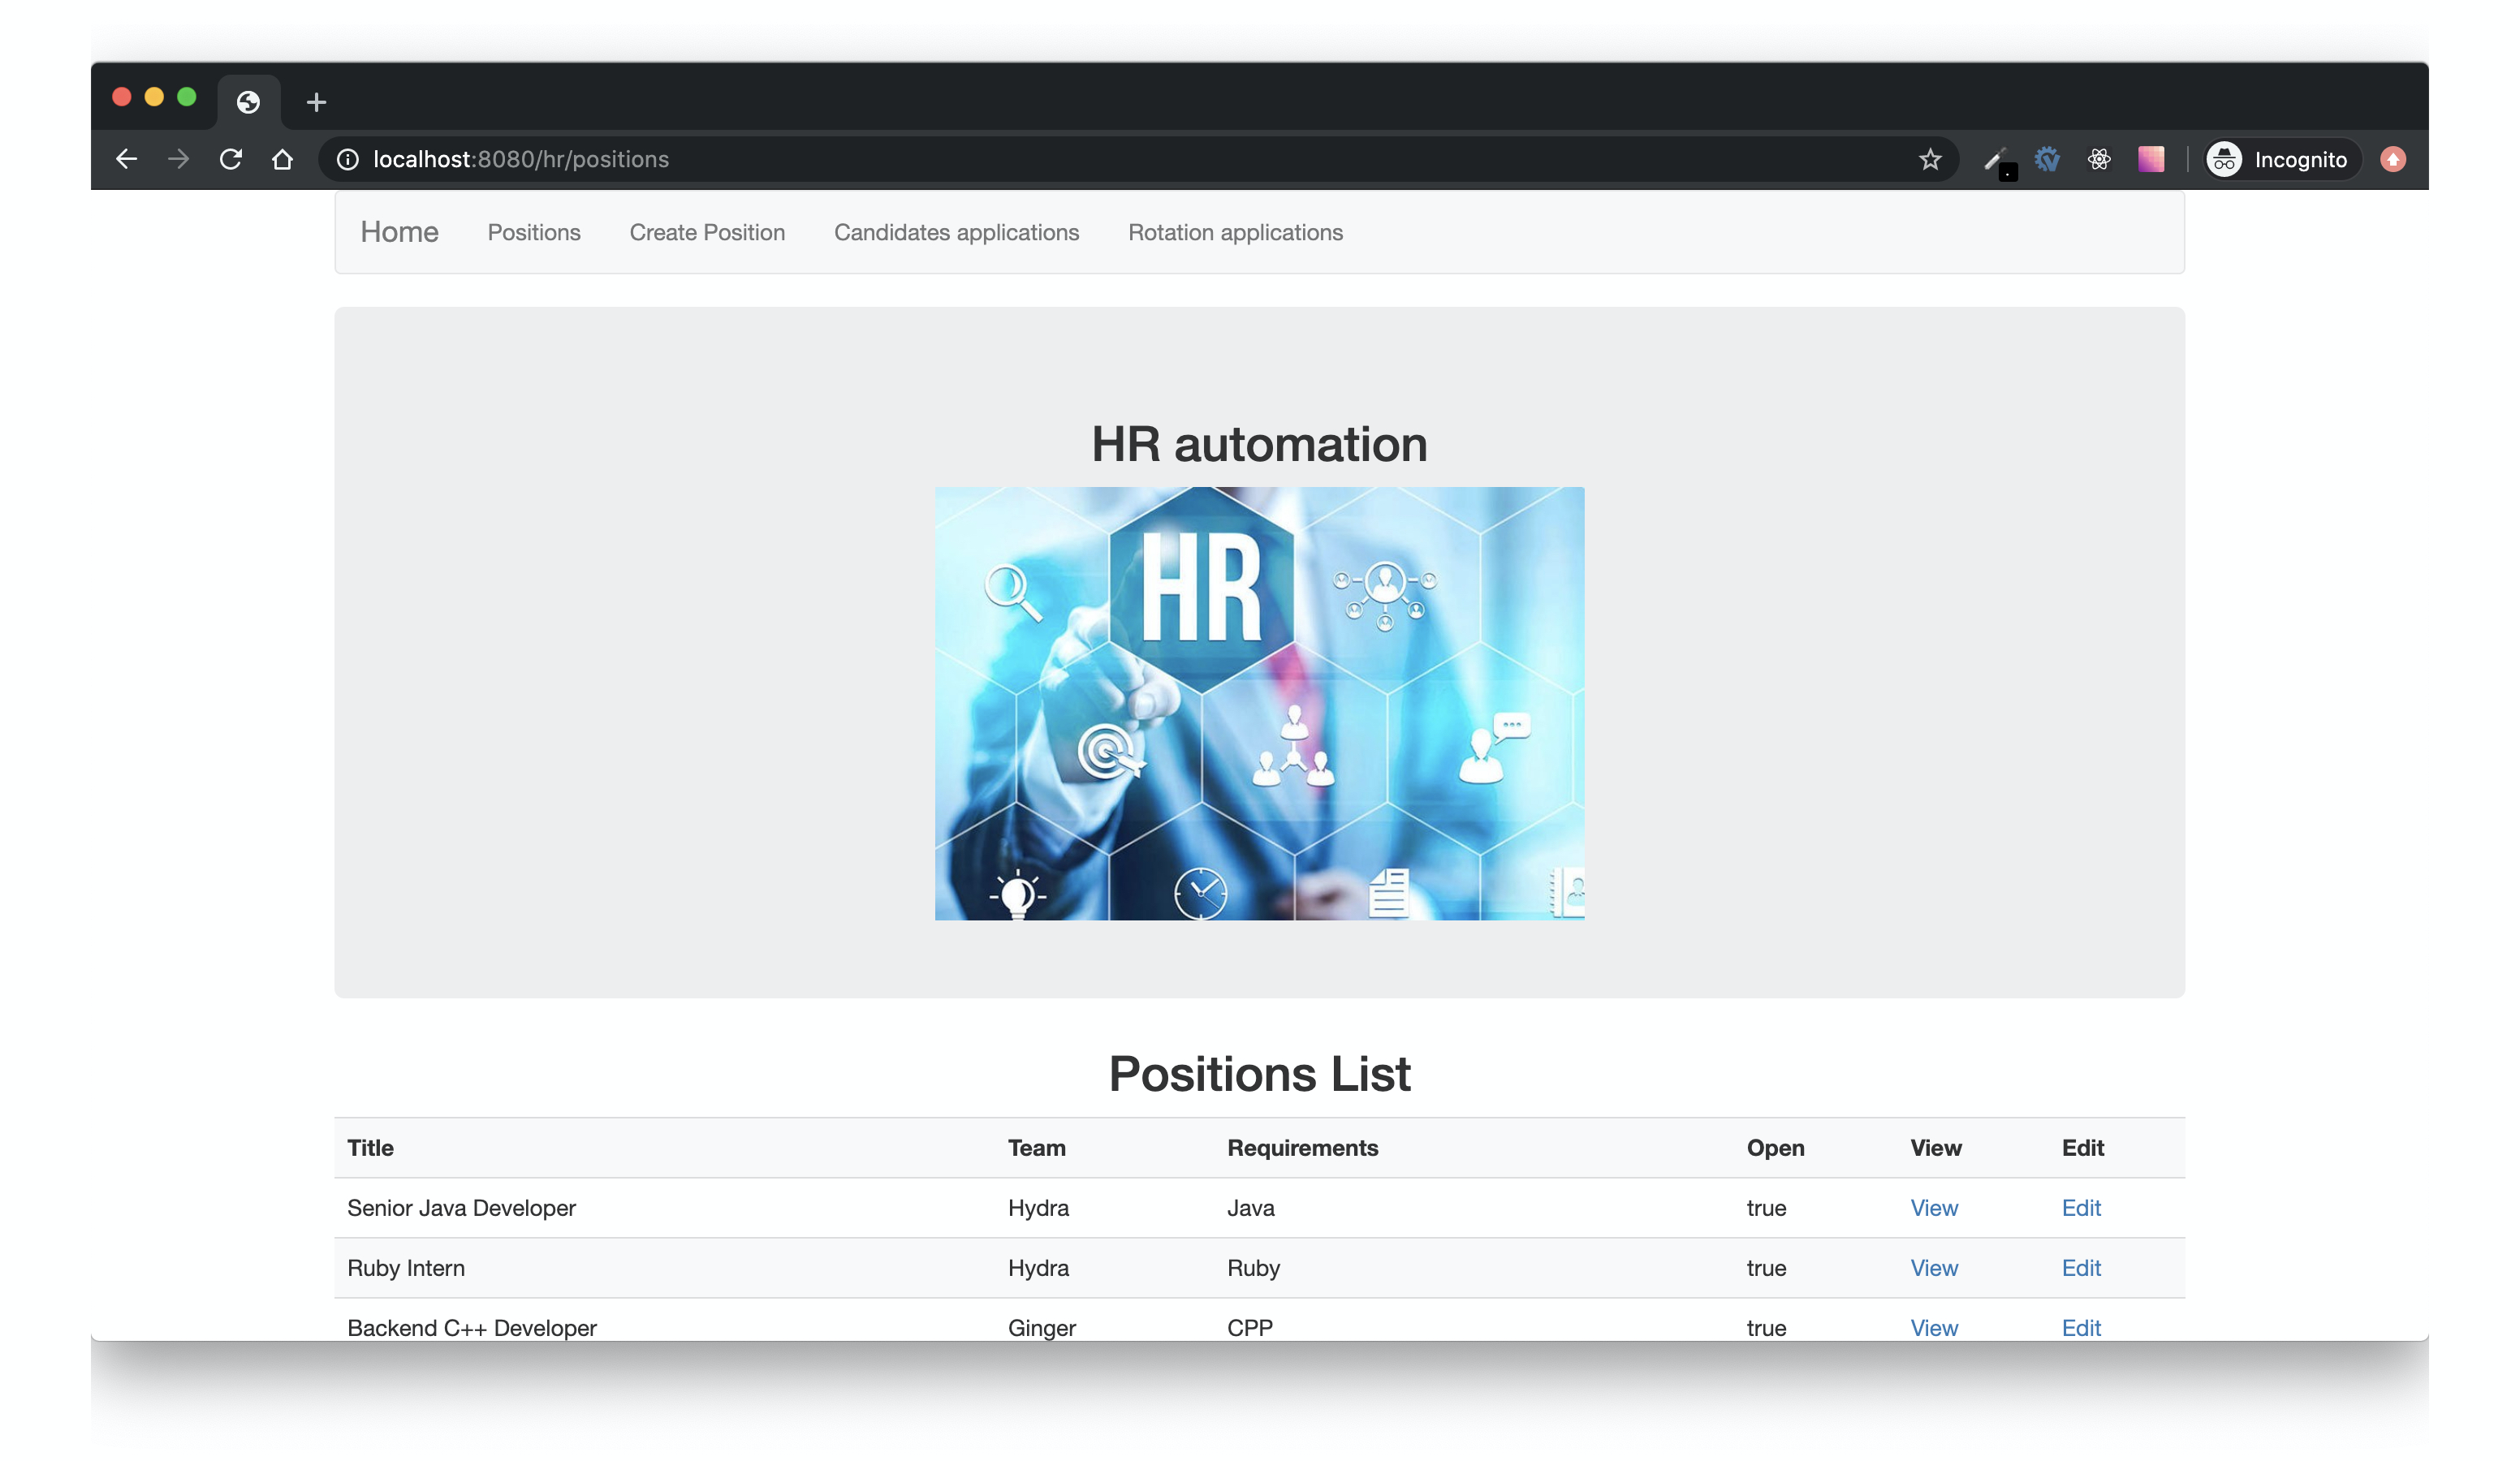 localhost:8080/hr/positions
Incognito
Home Positions Create Position Candidates applications Rotation applications
HR automation
HR
Positions List
Title Team Requirements Open View Edit
Senior Java Developer Hydra Java true View Edit
Ruby Intern Hydra Ruby true View Edit
Backend C++ Developer Ginger CPP true View Edit